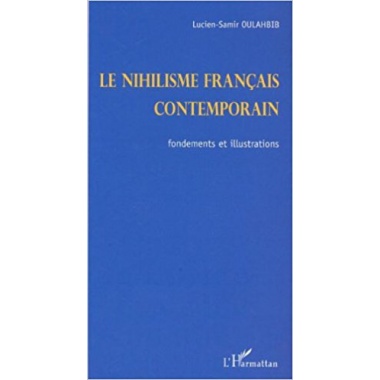 Lucien-Samir OULAHBIB
LE NIHILISME FRANÇAIS
CONTEMPORAIN
fondements et illustrations
L'Harmattan